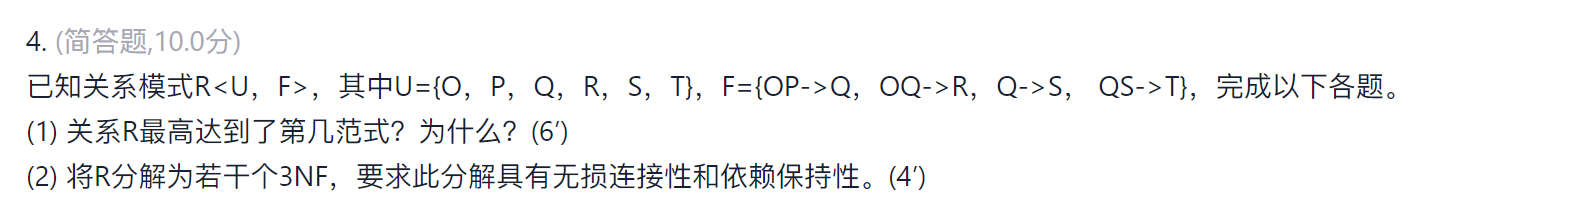 4. (简答题,10.0分)
已知关系模式R<U，F>，其中U={O，P，Q，R，S，T}，F={OP->Q，OQ->R，Q->S， QS->T}，完成以下各题。
(1) 关系R最高达到了第几范式？为什么？(6′)
(2) 将R分解为若干个3NF，要求此分解具有无损连接性和依赖保持性。(4′)